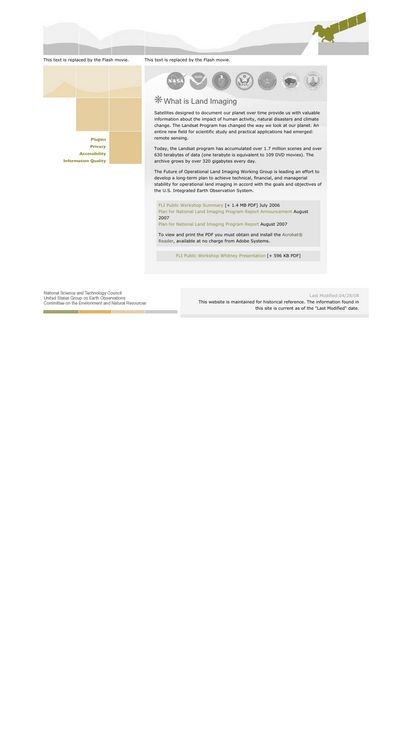 This text is replaced by the Flash movie.
This text is replaced by the Flash movie.
NASA
Plugins
Privacy
Accessibility
Information Quality
What is Land Imaging
Satellites designed to document our planet over time provide us with valuable
information about the impact of human activity, natural disasters and climate
change. The Landsat Program has changed the way we look at our planet. An
entire new field for scientific study and practical applications had emerged:
remote sensing.
Today, the Landsat program has accumulated over 1.7 million scenes and over
630 terabytes of data (one terabyte is equivalent to 109 DVD movies). The
archive grows by over 320 gigabytes every day.
The Future of Operational Land Imaging Working Group is leading an effort to
develop a long-term plan to achieve technical, financial, and managerial
stability for operational land imaging in accord with the goals and objectives of
the U.S. Integrated Earth Observation System.
FLI Public Workshop Summary [+ 1.4 MB PDF] July 2006
Plan for National Land Imaging Program Report Announcement August
2007
Plan for National Land Imaging Program Report August 2007
To view and print the PDF you must obtain and install the Acrobat®
Reader, available at no charge from Adobe Systems.
FLI Public Workshop Whitney Presentation [+ 596 KB PDF]
National Science and Technology Council
United States Group on Earth Observations
Committee on the Environment and Natural Resources
Last Modified:04/28/08
This website is maintained for historical reference. The information found in
this site is current as of the "Last Modified" date.